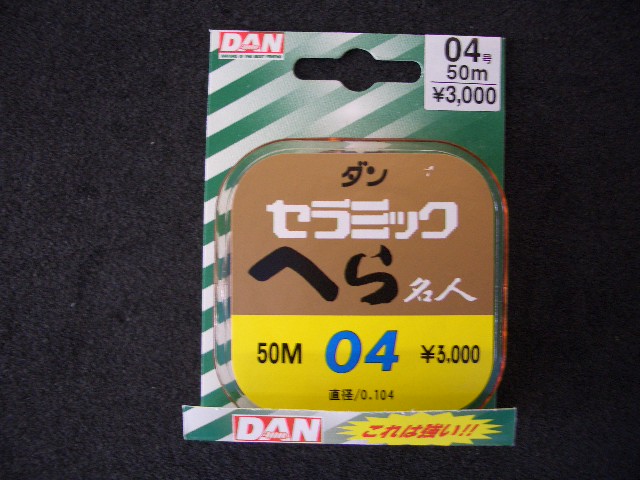 DAN
04号
50m
¥3,000
ダン
セラミック
へら名人
50M 04 ¥3,000
直径/0.104
DAN これは強い!!